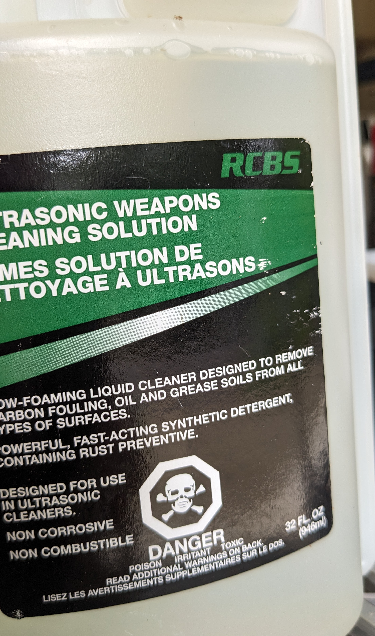 RCBS
TRASONIC WEAPONS
EANING SOLUTION
MES SOLUTION DE
TTOYAGE À ULTRASONS
OW-FOAMING LIQUID CLEANER DESIGNED TO REMOVE
ARBON FOULING, OIL AND GREASE SOILS FROM ALL
YPES OF SURFACES.
POWERFUL, FAST-ACTING SYNTHETIC DETERGENT,
CONTAINING RUST PREVENTIVE.
DESIGNED FOR USE
IN ULTRASONIC
CLEANERS.
NON CORROSIVE
NON COMBUSTIBLE
DANGER
POISON IRRITANT TOXIC
READ ADDITIONAL WARNINGS ON BACK.
LISEZ LES AVERTISSEMENTS SUPPLÉMENTAIRES SUR LE DOS.
32 FL. OZ
(946ml)